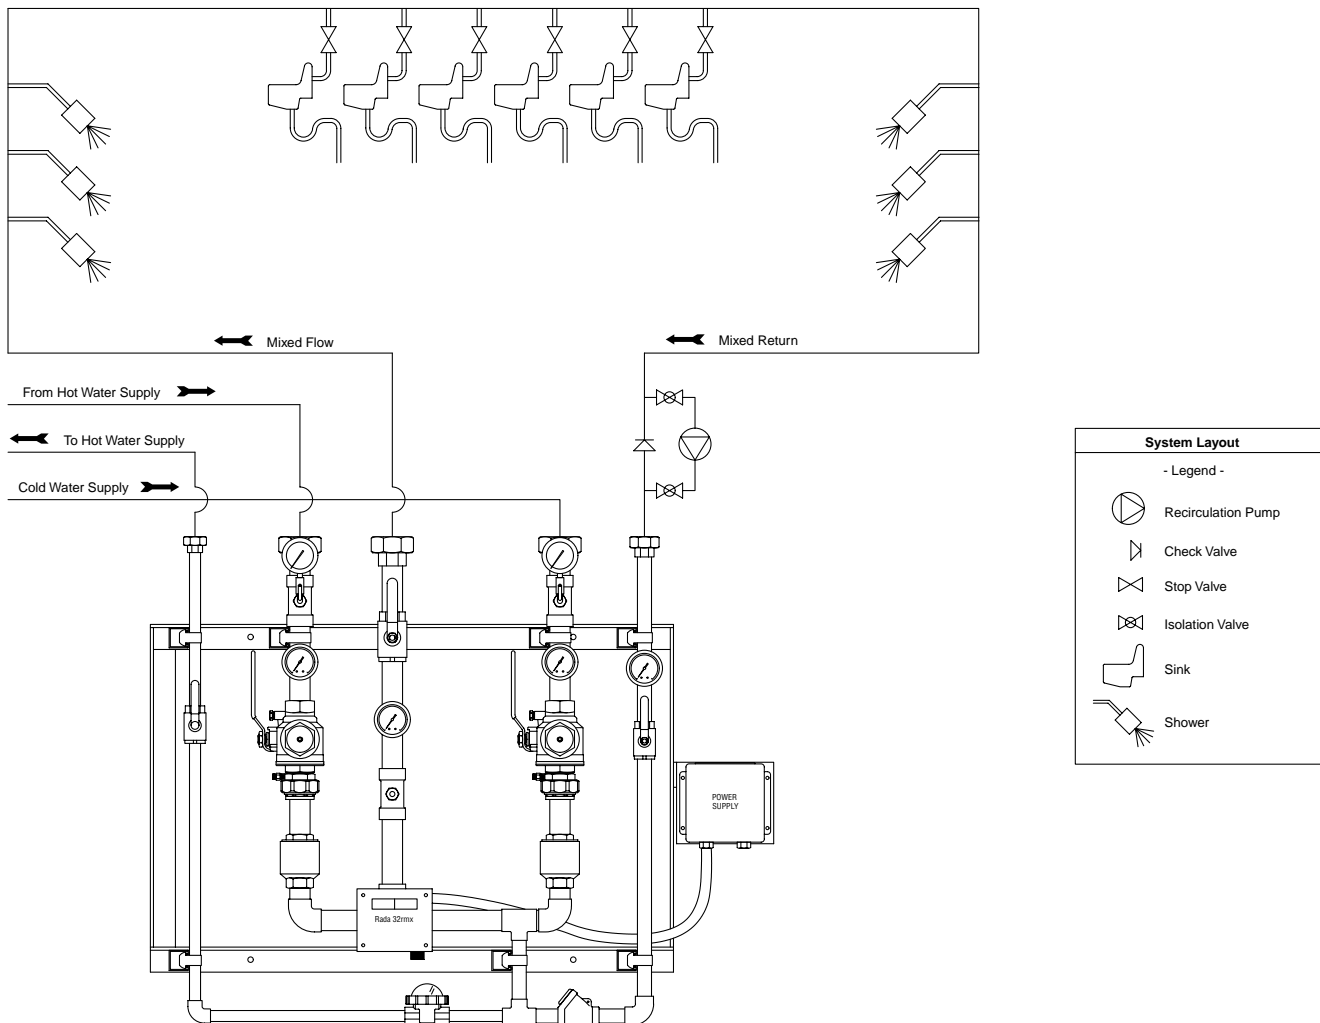 Mixed Flow
Mixed Return
From Hot Water Supply
To Hot Water Supply
Cold Water Supply
System Layout
- Legend -
Recirculation Pump
Check Valve
Stop Valve
Isolation Valve
Sink
Shower
POWER
SUPPLY
Rada 32rmx